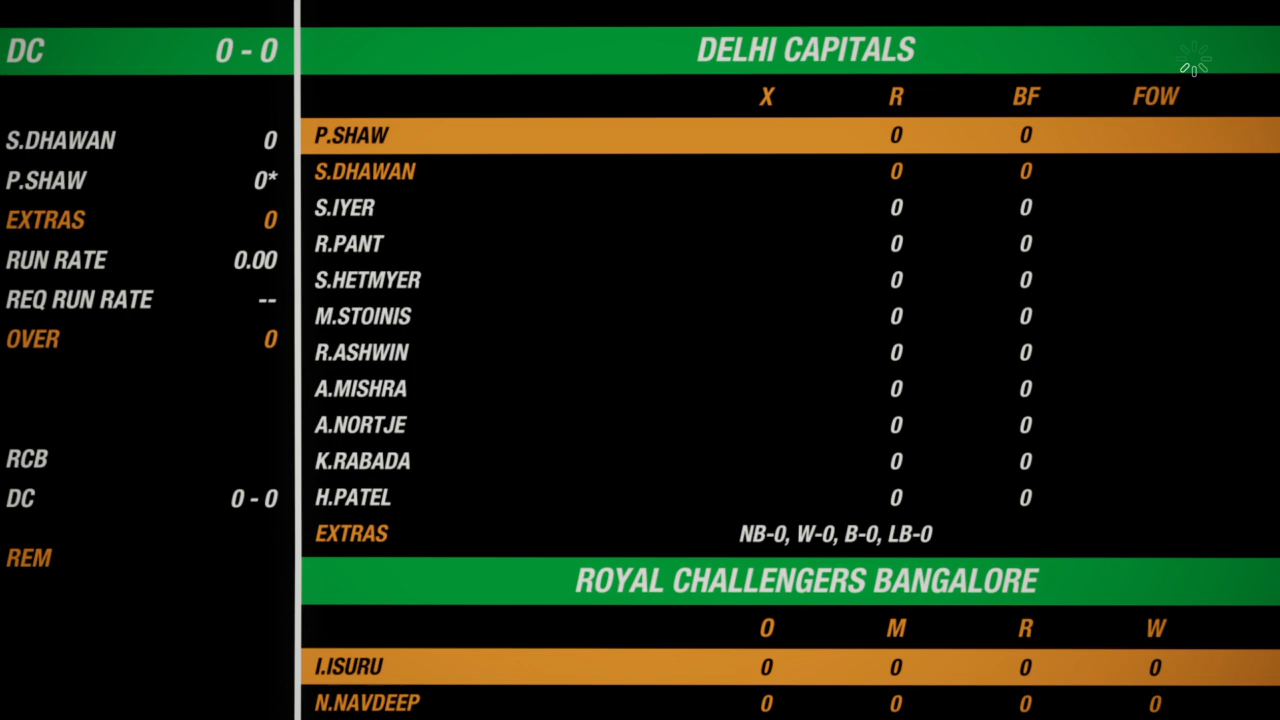 DC 0 - 0
S.DHAWAN 0
P.SHAW 0*
EXTRAS 0
RUN RATE 0.00
REQ RUN RATE --
OVER 0
RCB
DC 0 - 0
REM
DELHI CAPITALS
X R BF FOW
P.SHAW 0 0
S.DHAWAN 0 0
S.IYER 0 0
R.PANT 0 0
S.HETMYER 0 0
M.STOINIS 0 0
R.ASHWIN 0 0
A.MISHRA 0 0
A.NORTJE 0 0
K.RABADA 0 0
H.PATEL 0 0
EXTRAS NB-0, W-0, B-0, LB-0
ROYAL CHALLENGERS BANGALORE
O M R W
I.ISURU 0 0 0 0
N.NAVDEEP 0 0 0 0